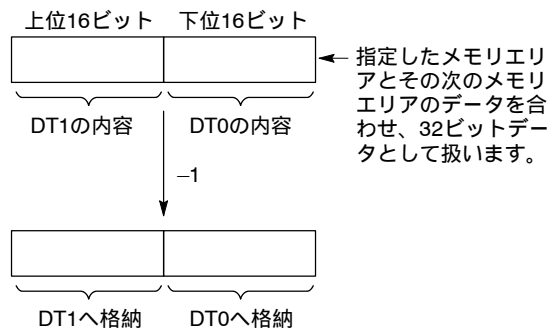 上位16ビット 下位16ビット
指定したメモリエリ
アとその次のメモリ
エリアのデータを合
わせ、32ビットデー
タとして扱います。
DT1の内容 DT0の内容
–1
DT1へ格納 DT0へ格納